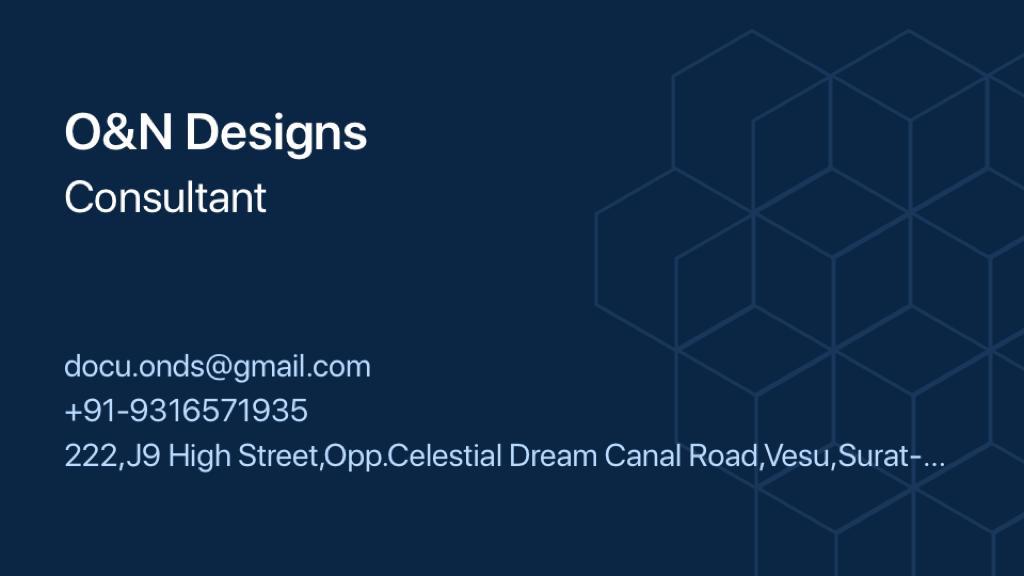 O&N Designs
Consultant
docu.onds@gmail.com
+91-9316571935
222,J9 High Street,Opp.Celestial Dream Canal Road,Vesu,Surat-...